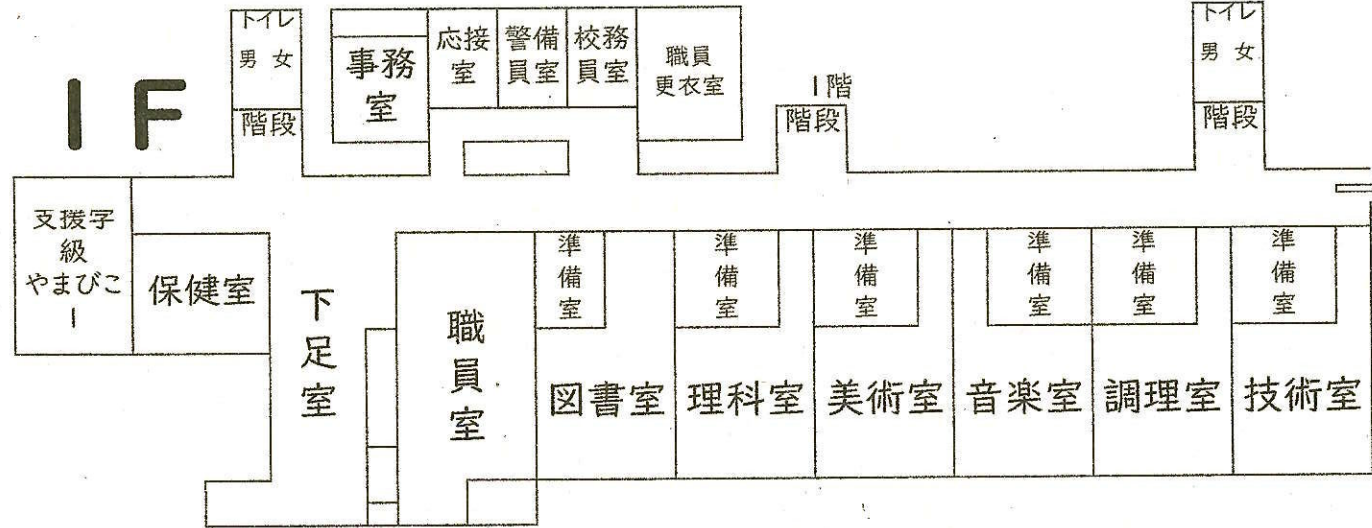 1F
トイレ
男 女
階段
事務
室
応接
室
警備
員室
校務
員室
職員
更衣室
1階
階段
トイレ
男 女
階段
支援学
級
やまびこ
1
保健室
下
足
室
職
員
室
準
備
室
図書室
準
備
室
理科室
準
備
室
美術室
準
備
室
音楽室
準
備
室
調理室
準
備
室
技術室